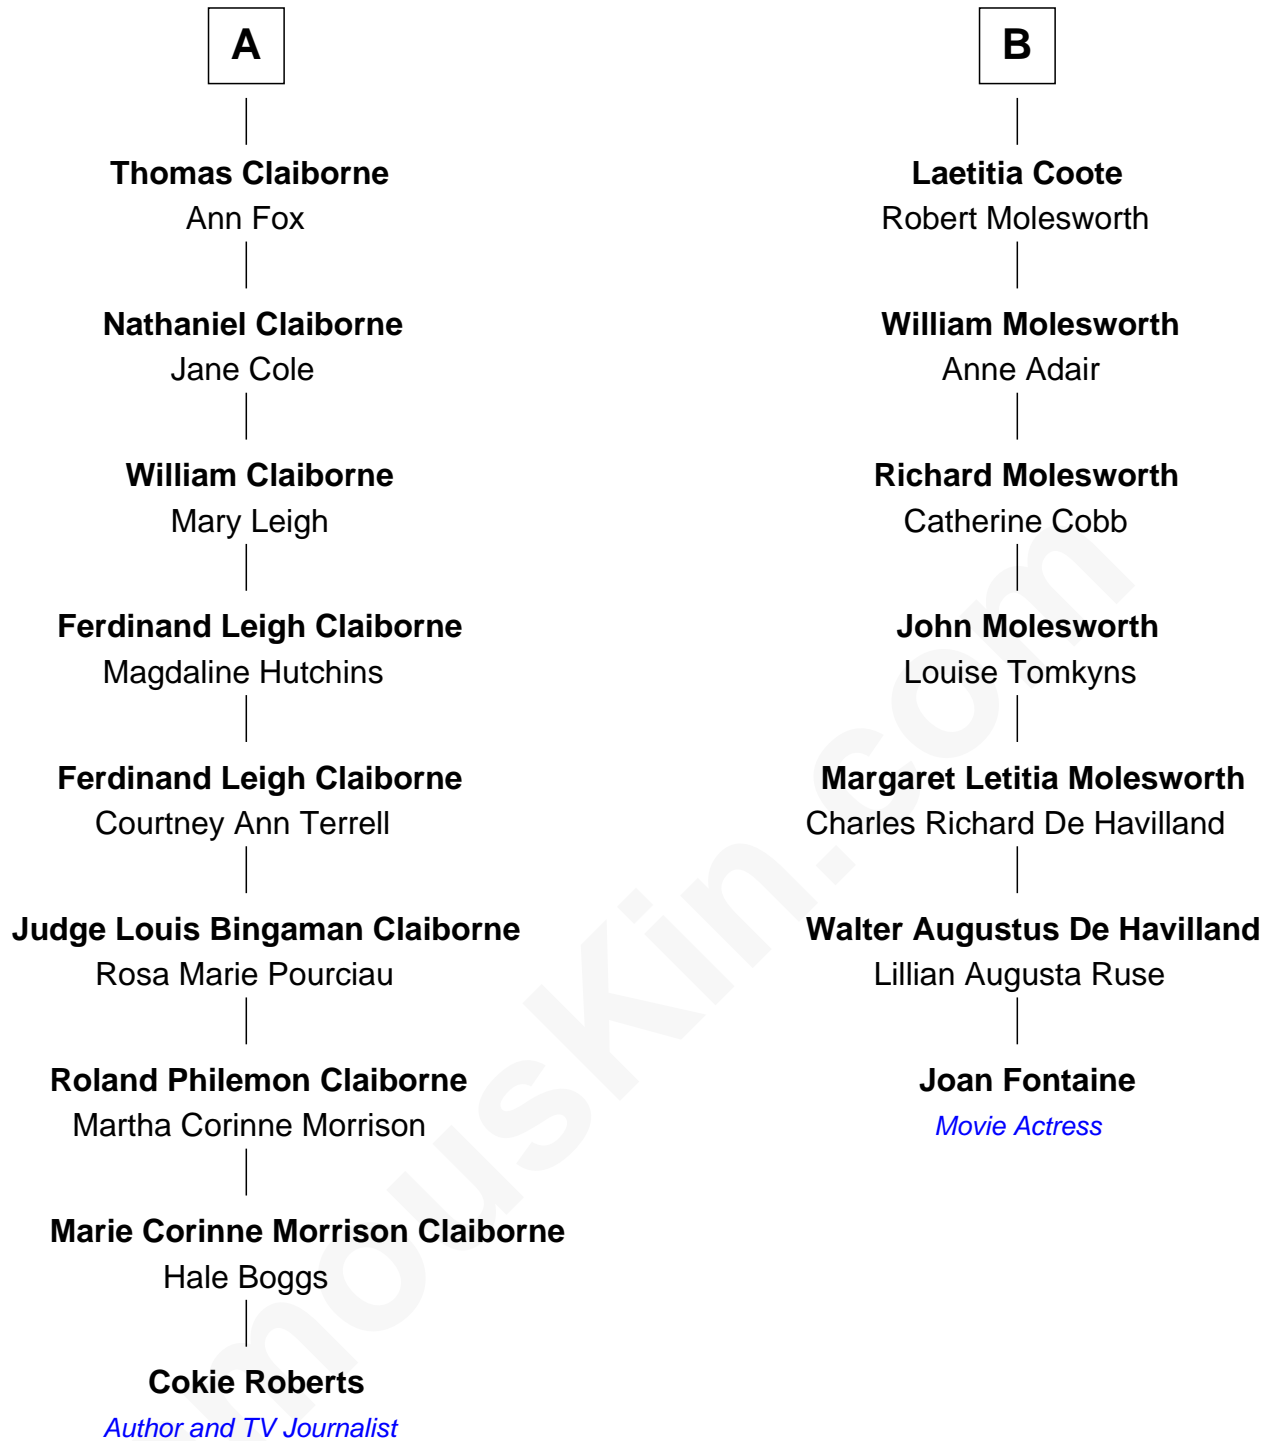 A
Thomas Claiborne
Ann Fox
Nathaniel Claiborne
Jane Cole
William Claiborne
Mary Leigh
Ferdinand Leigh Claiborne
Magdaline Hutchins
Ferdinand Leigh Claiborne
Courtney Ann Terrell
Judge Louis Bingaman Claiborne
Rosa Marie Pourciau
Roland Philemon Claiborne
Martha Corinne Morrison
Marie Corinne Morrison Claiborne
Hale Boggs
Cokie Roberts
Author and TV Journalist
B
Laetitia Coote
Robert Molesworth
William Molesworth
Anne Adair
Richard Molesworth
Catherine Cobb
John Molesworth
Louise Tomkyns
Margaret Letitia Molesworth
Charles Richard De Havilland
Walter Augustus De Havilland
Lillian Augusta Ruse
Joan Fontaine
Movie Actress
mousKin.com